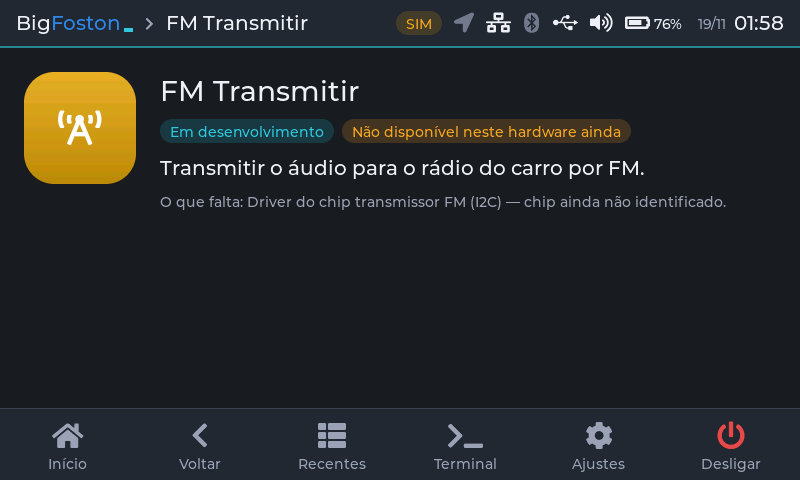 BigFoston FM Transmitir SIM 76% 19/11 01:58
FM Transmitir
Em desenvolvimento Não disponível neste hardware ainda
Transmitir o áudio para o rádio do carro por FM.
O que falta: Driver do chip transmissor FM (I2C) — chip ainda não identificado.
Início Voltar Recentes Terminal Ajustes Desligar